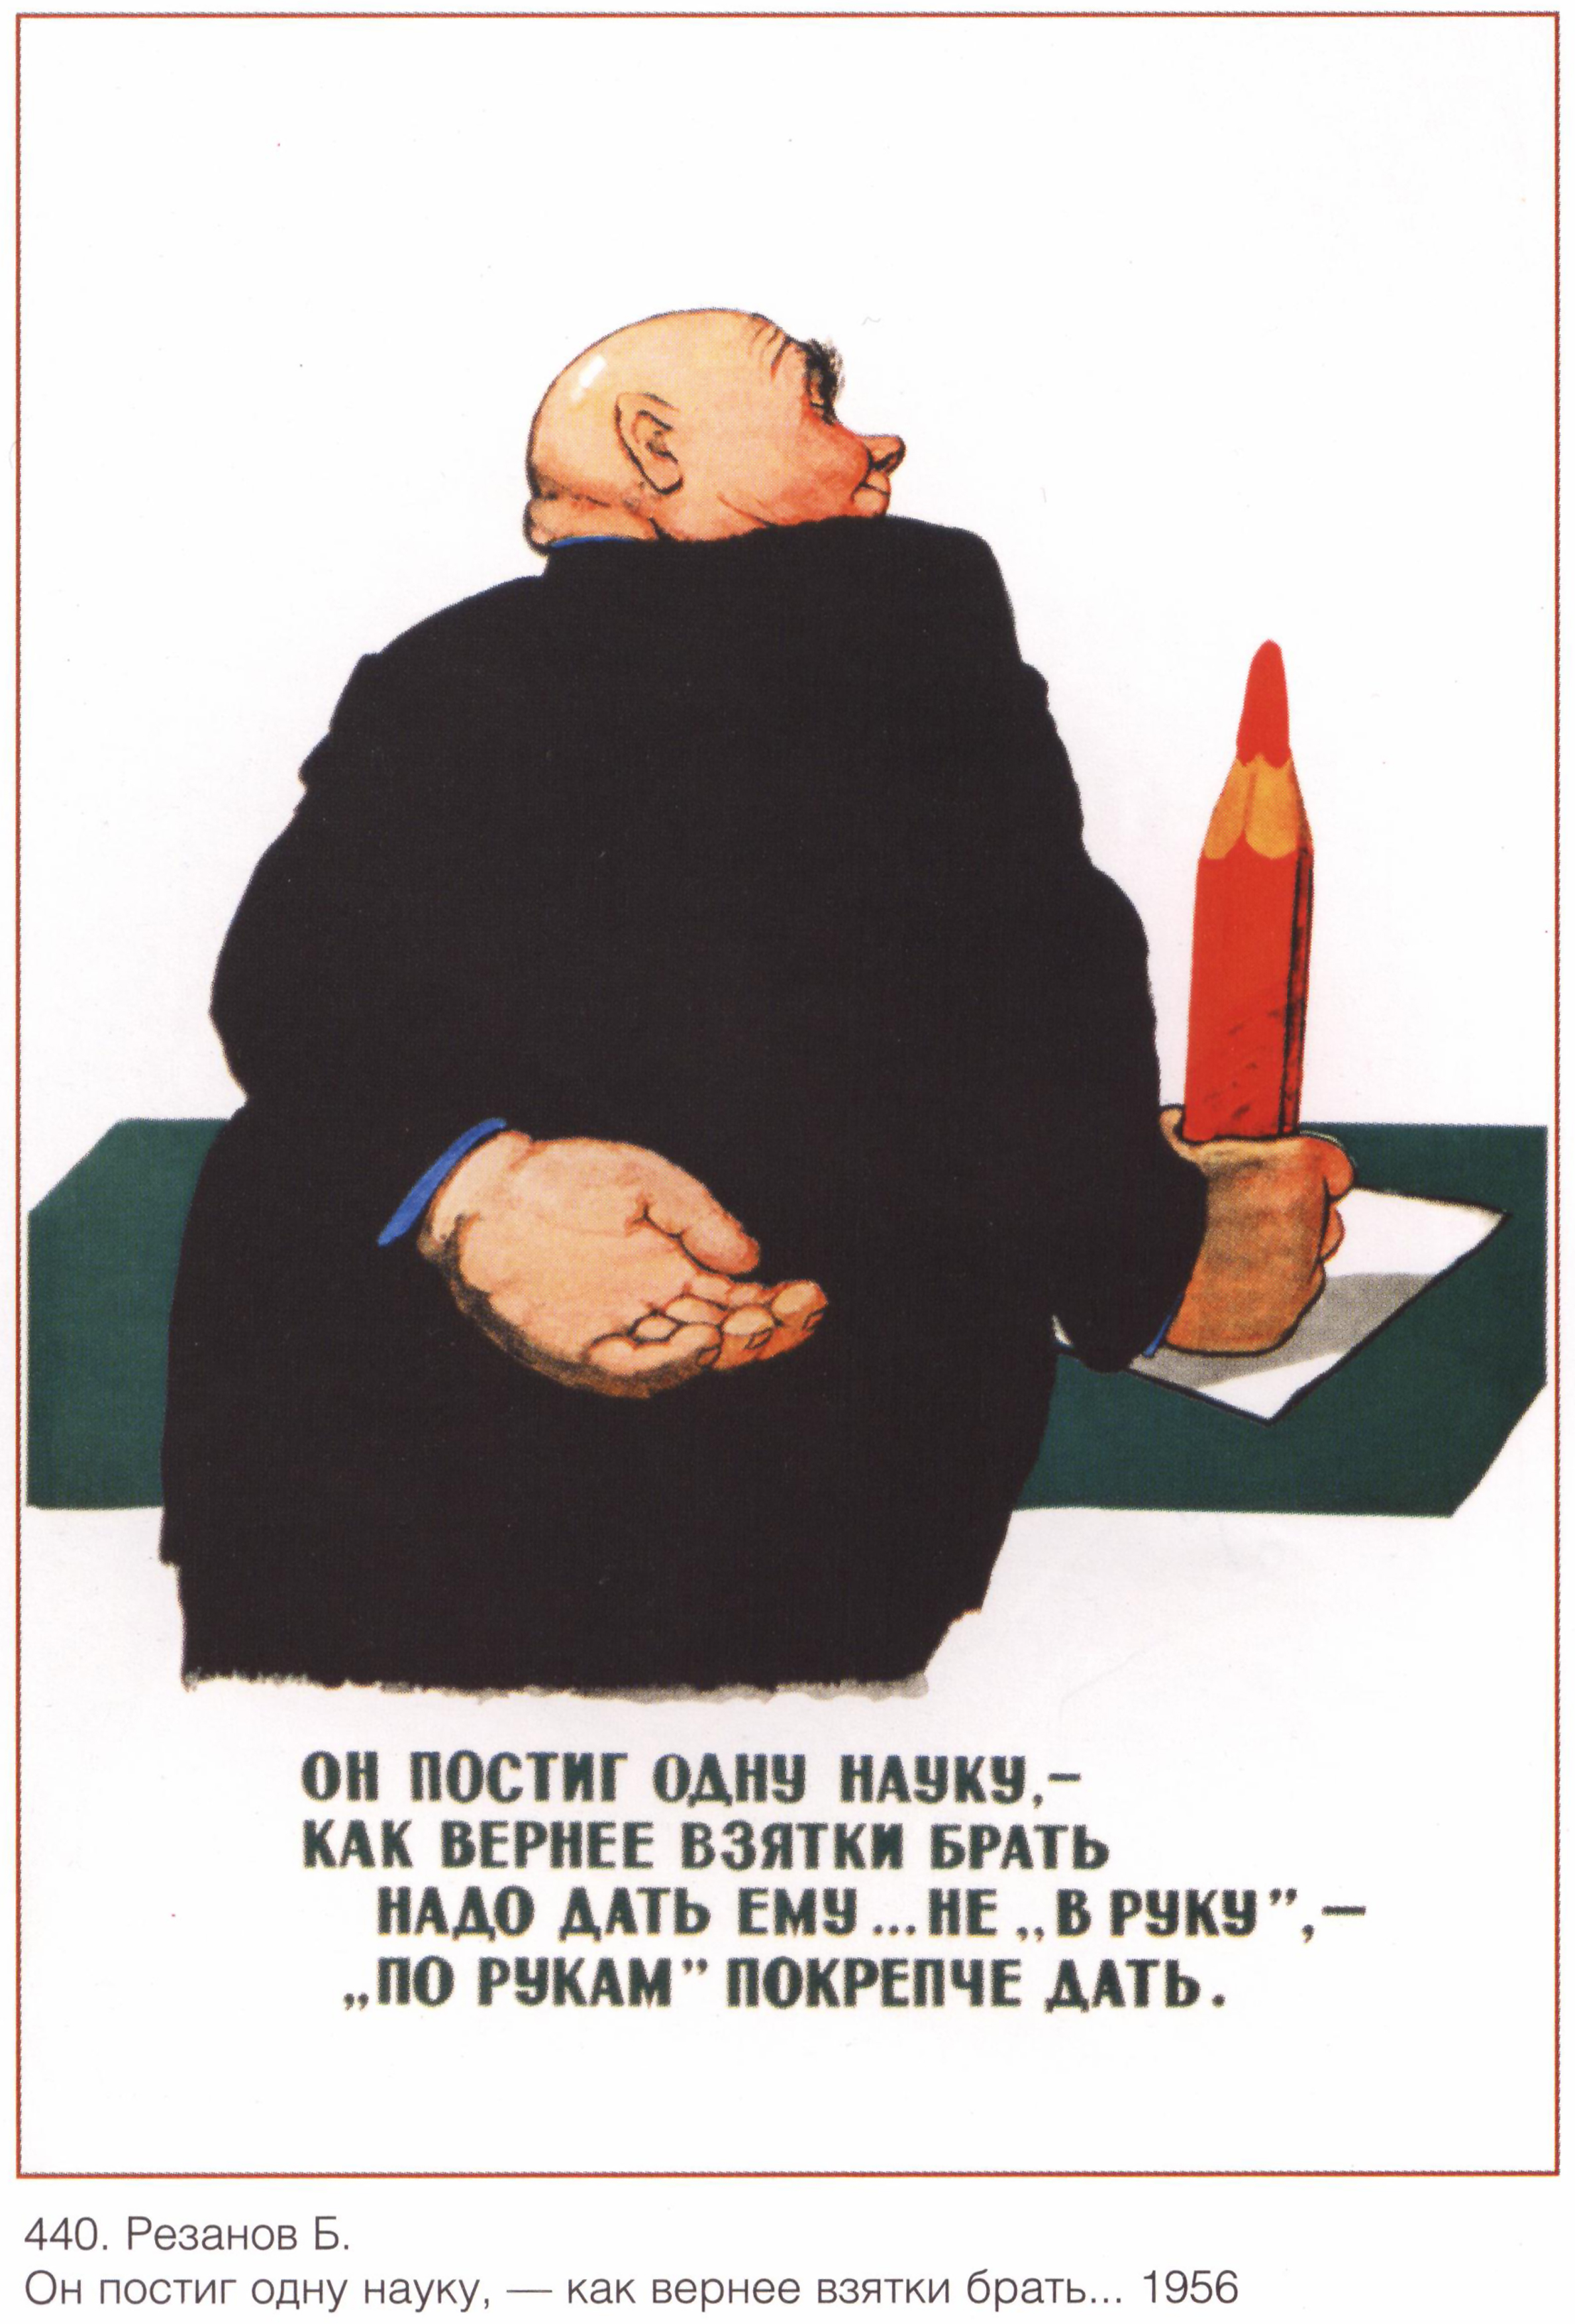 ОН ПОСТИГ ОДНУ НАУКУ,–
КАК ВЕРНЕЕ ВЗЯТКИ БРАТЬ
НАДО ДАТЬ ЕМУ...НЕ „В РУКУ”,–
„ПО РУКАМ” ПОКРЕПЧЕ ДАТЬ.
440. Резанов Б.
Он постиг одну науку, — как вернее взятки брать... 1956